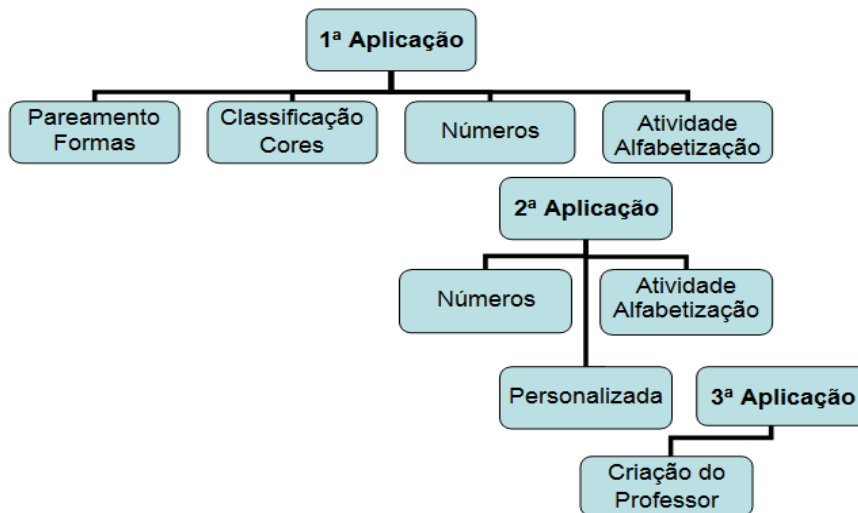 1ª Aplicação
Pareamento
Formas
Classificação
Cores
Números
Atividade
Alfabetização
2ª Aplicação
Números
Atividade
Alfabetização
Personalizada
3ª Aplicação
Criação do
Professor